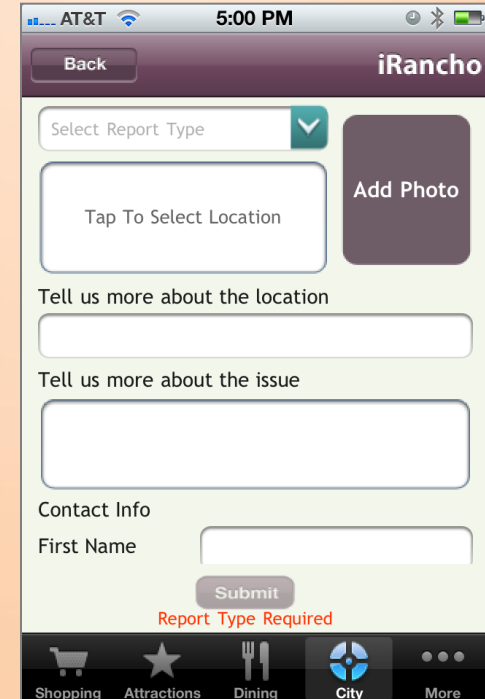 AT&T 5:00 PM
Back iRancho
Select Report Type
Add Photo
Tap To Select Location
Tell us more about the location
Tell us more about the issue
Contact Info
First Name
Submit
Report Type Required
Shopping Attractions Dining City More